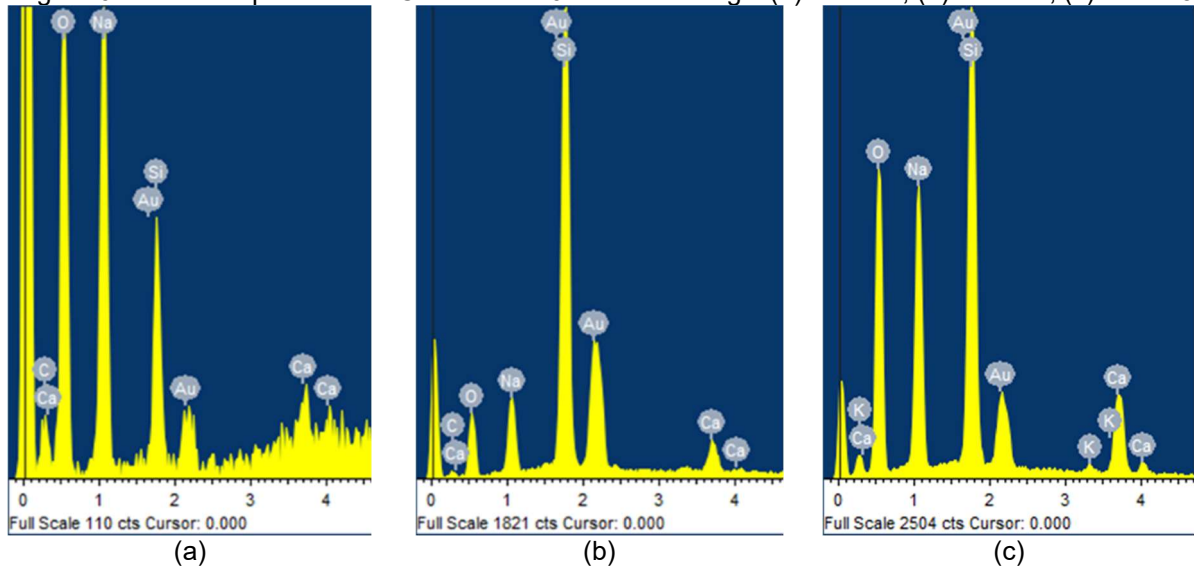 O Na
Si
Au
C
Ca
Au
Ca
Ca
0 1 2 3 4
Full Scale 110 cts Cursor: 0.000
(a)
Au
Si
Au
O
Na
C
Ca
Ca
Ca
0 1 2 3 4
Full Scale 1821 cts Cursor: 0.000
(b)
Au
Si
O
Na
Au
Ca
K
Ca
K
K
Ca
0 1 2 3 4
Full Scale 2504 cts Cursor: 0.000
(c)